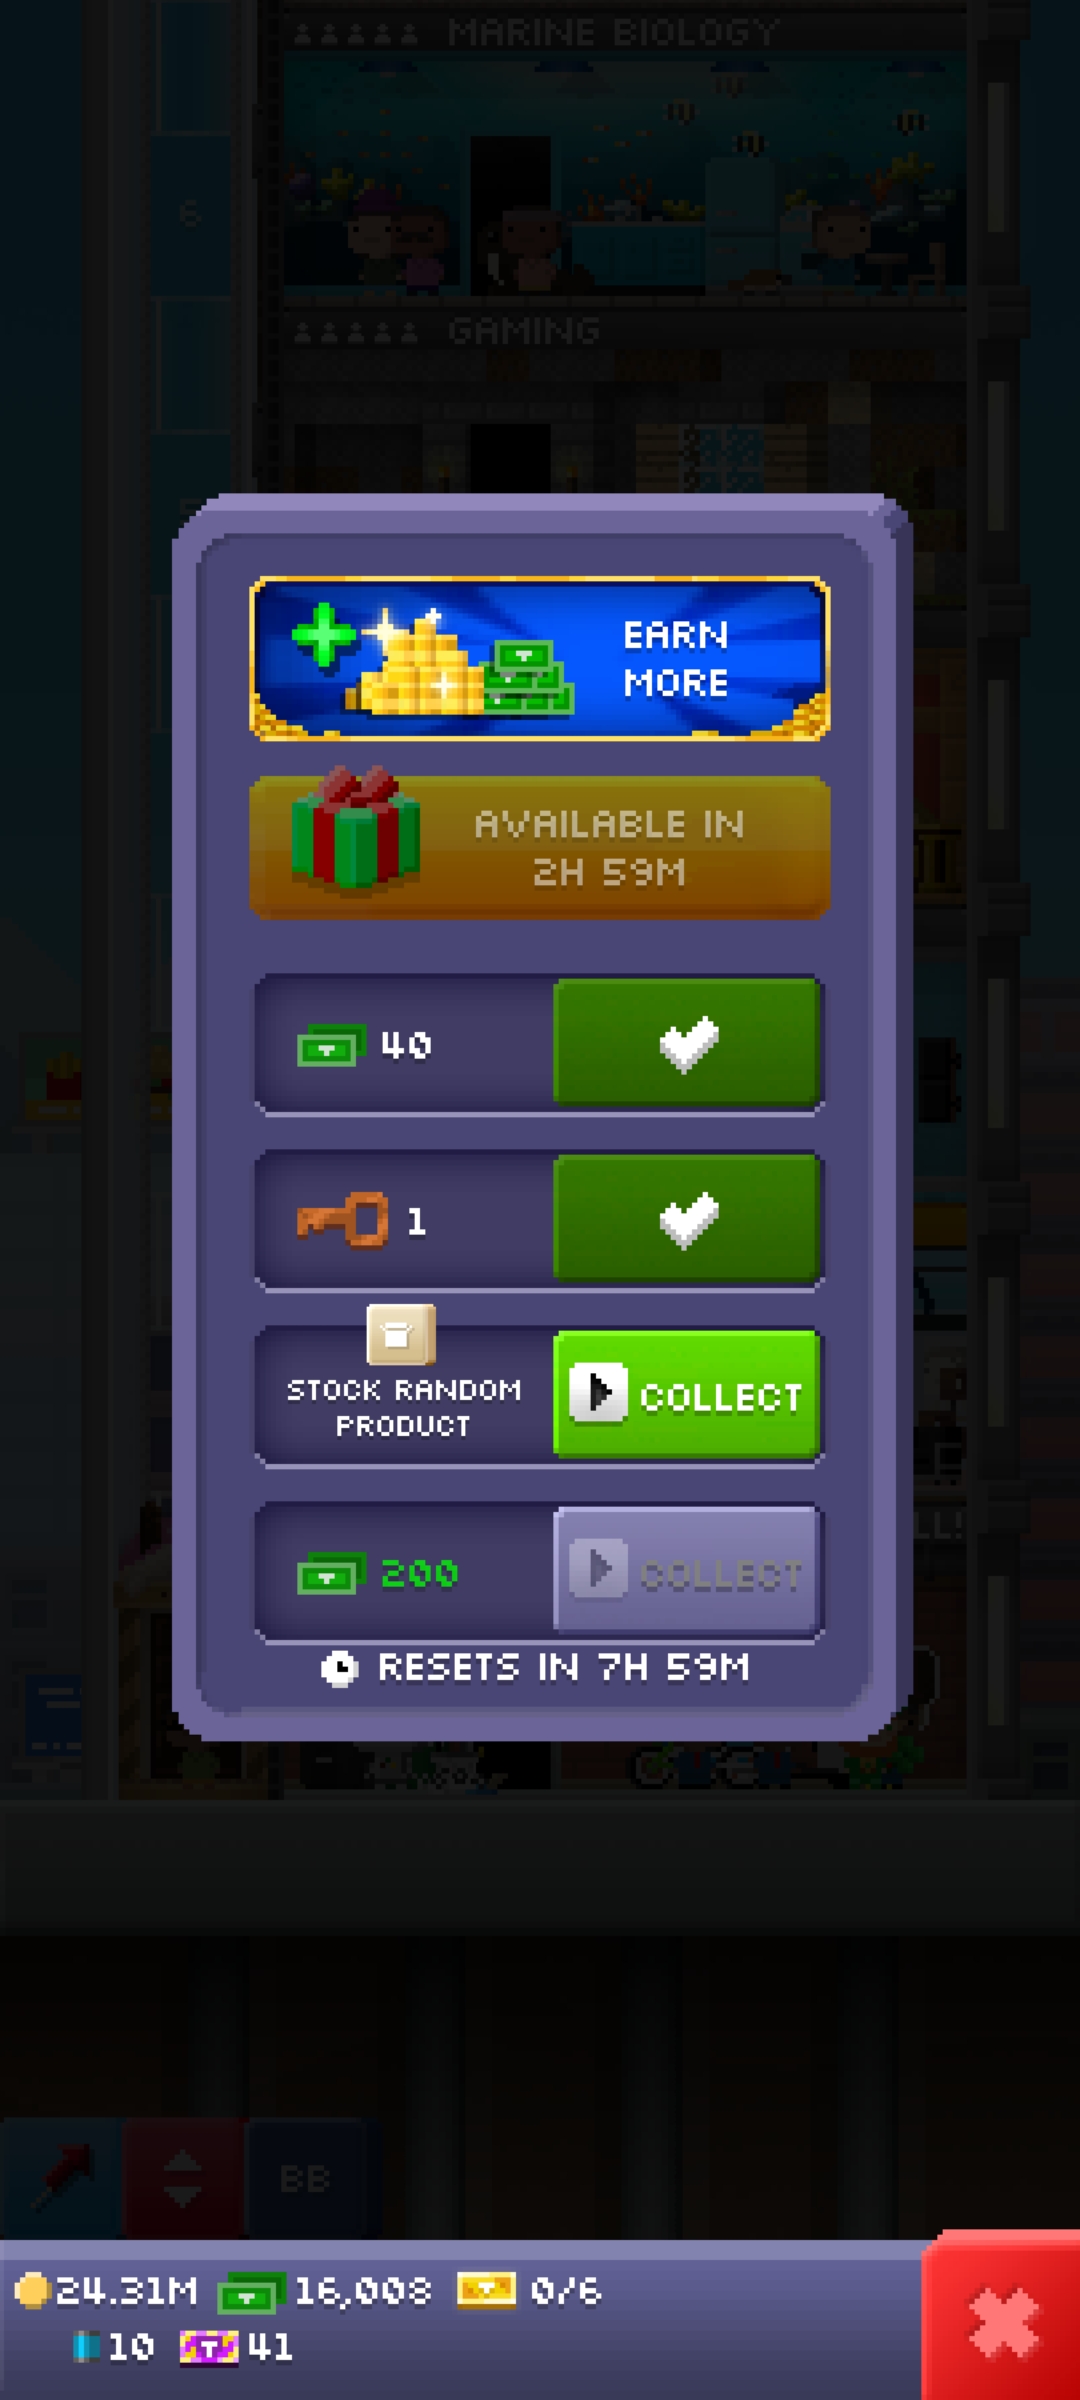 MARINE BIOLOGY
6
GAMING
EARN
MORE
AVAILABLE IN
2H 59M
40
1
STOCK RANDOM
PRODUCT
COLLECT
200
COLLECT
RESETS IN 7H 59M
BB
24.31M 16,008 0/6
10 41